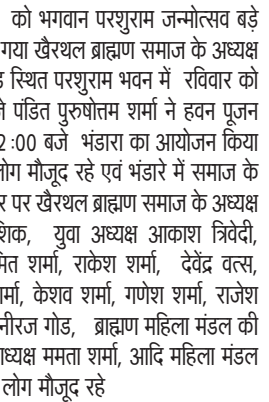 को भगवान परशुराम जन्मोत्सव बड़े
गया खैरथल ब्राह्मण समाज के अध्यक्ष
स्थित परशुराम भवन में रविवार को
पंडित पुरुषोत्तम शर्मा ने हवन पूजन
2:00 बजे भंडारा का आयोजन किया
लोग मौजूद रहे एवं भंडारे में समाज के
पर खैरथल ब्राह्मण समाज के अध्यक्ष
शिक, युवा अध्यक्ष आकाश त्रिवेदी,
मित शर्मा, राकेश शर्मा, देवेंद्र वत्स,
शर्मा, केशव शर्मा, गणेश शर्मा, राजेश
नीरज गोड, ब्राह्मण महिला मंडल की
ध्यक्ष ममता शर्मा, आदि महिला मंडल
लोग मौजूद रहे